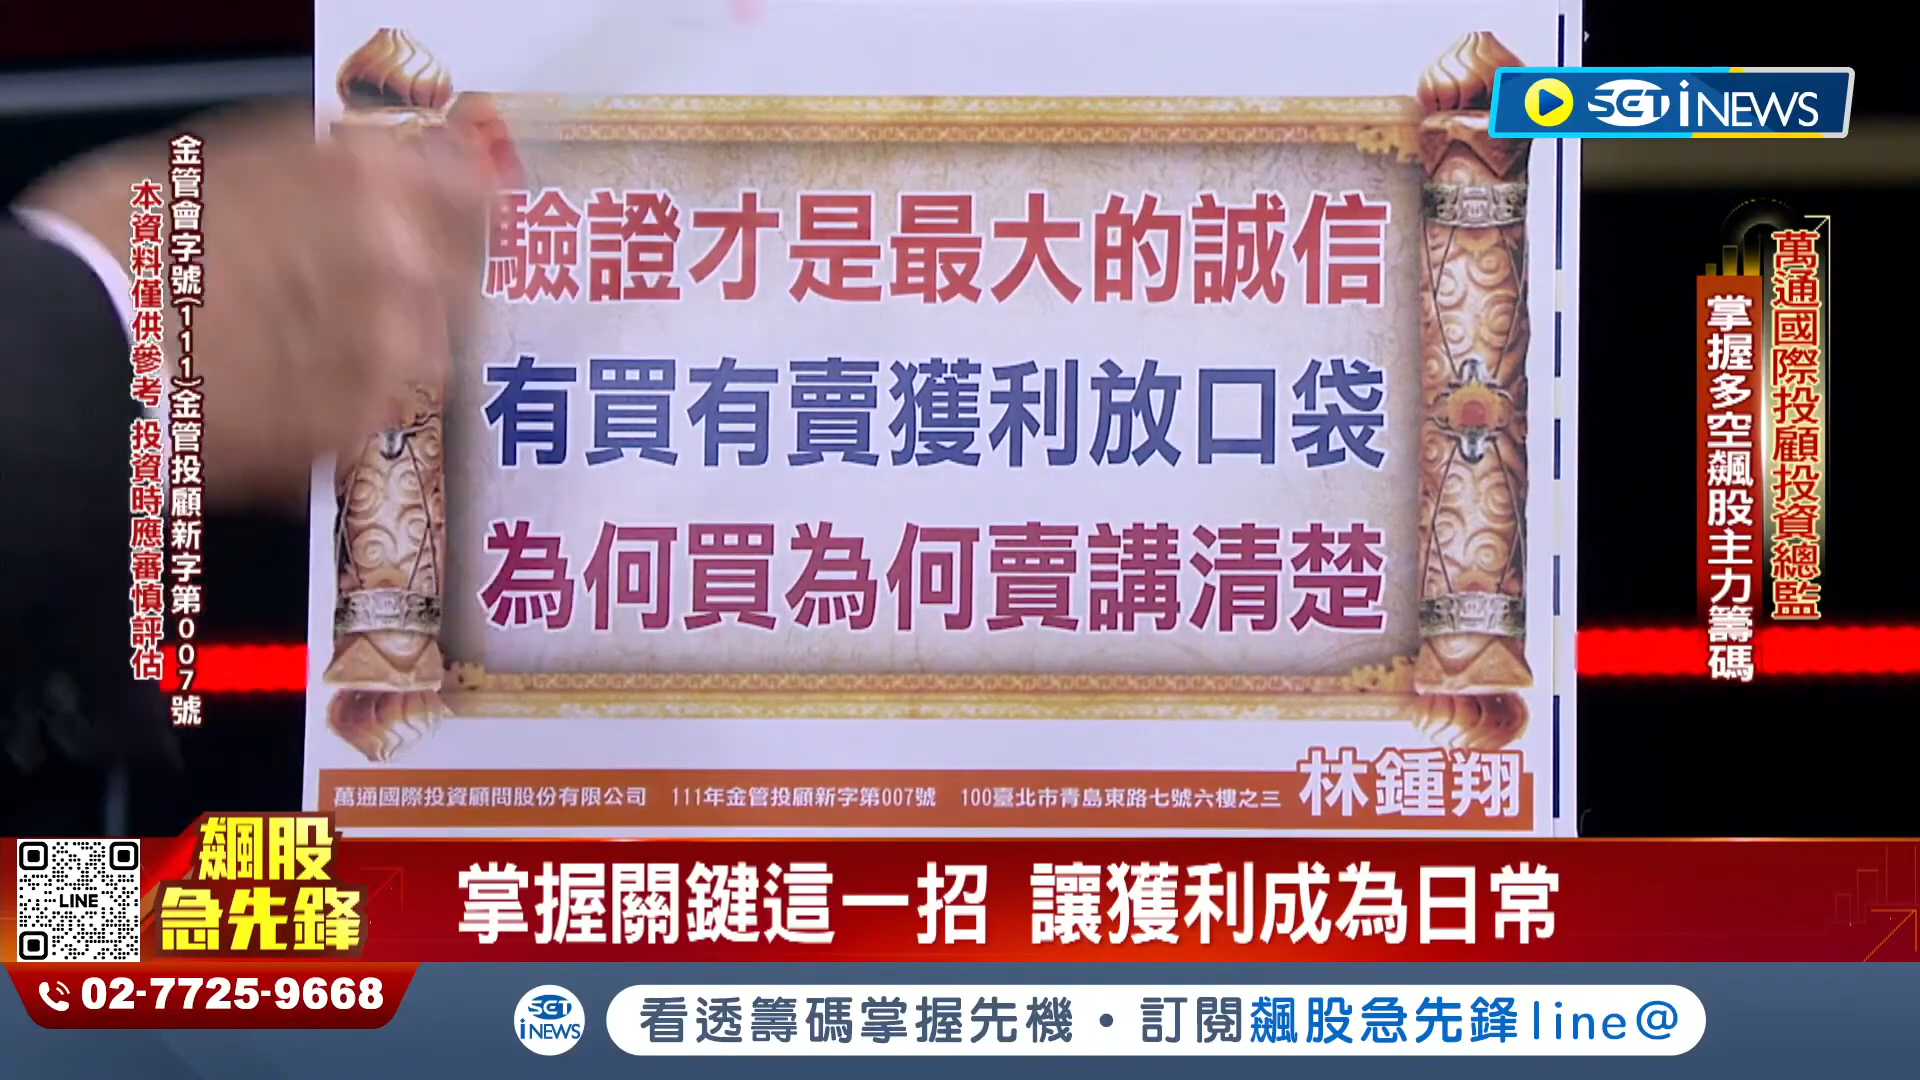 SET iNEWS
金管會字號(111)金管投顧新字第007號
本資料僅供參考 投資時應審慎評估
驗證才是最大的誠信
有買有賣獲利放口袋
為何買為何賣講清楚
林鍾翔
萬通國際投資顧問股份有限公司 111年金管投顧新字第007號 100臺北市青島東路七號六樓之三
萬通國際投顧投資總監
掌握多空飆股主力籌碼
LINE
飆股
急先鋒
掌握關鍵這一招 讓獲利成為日常
02-7725-9668
SET
iNEWS
看透籌碼掌握先機·訂閱飆股急先鋒line@